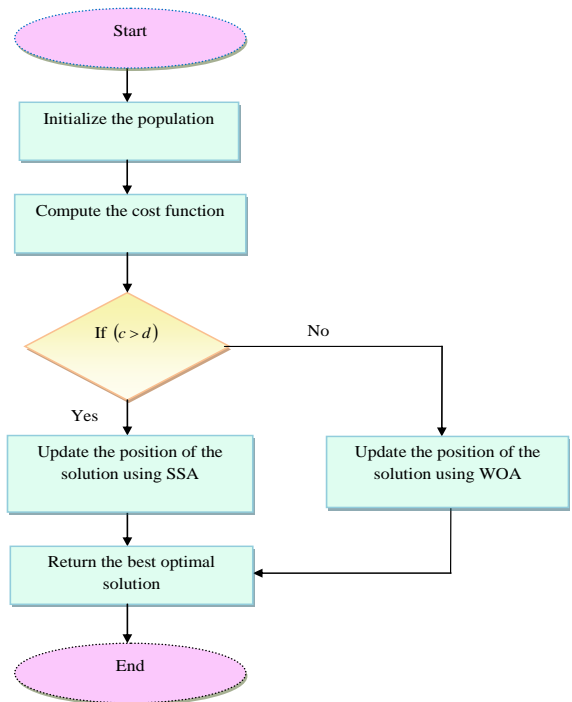 Start
Initialize the population
Compute the cost function
If (c > d)
No
Yes
Update the position of the
solution using SSA
Update the position of the
solution using WOA
Return the best optimal
solution
End